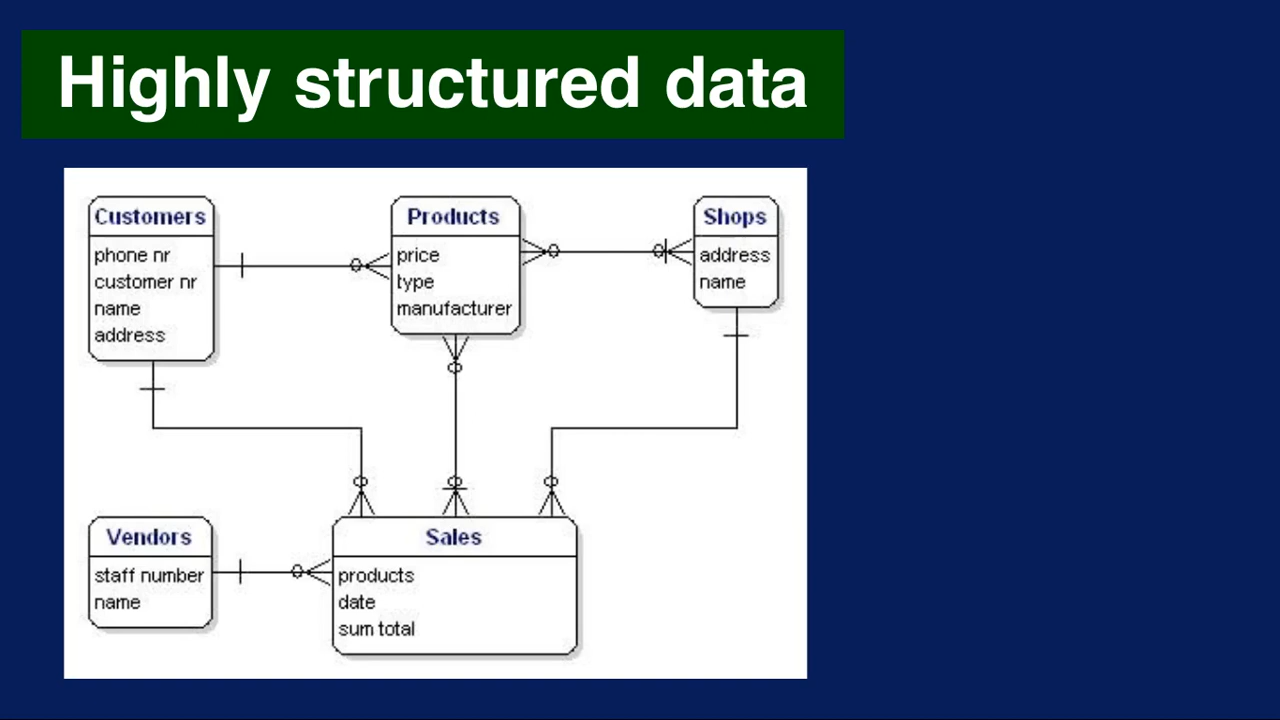 Highly structured data
Customers
phone nr
customer nr
name
address
Products
price
type
manufacturer
Shops
address
name
Vendors
staff number
name
Sales
products
date
sum total